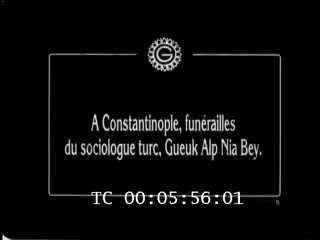 G
A Constantinople, funérailles
du sociologue turc, Gueuk Alp Nia Bey.
TC 00:05:56:01